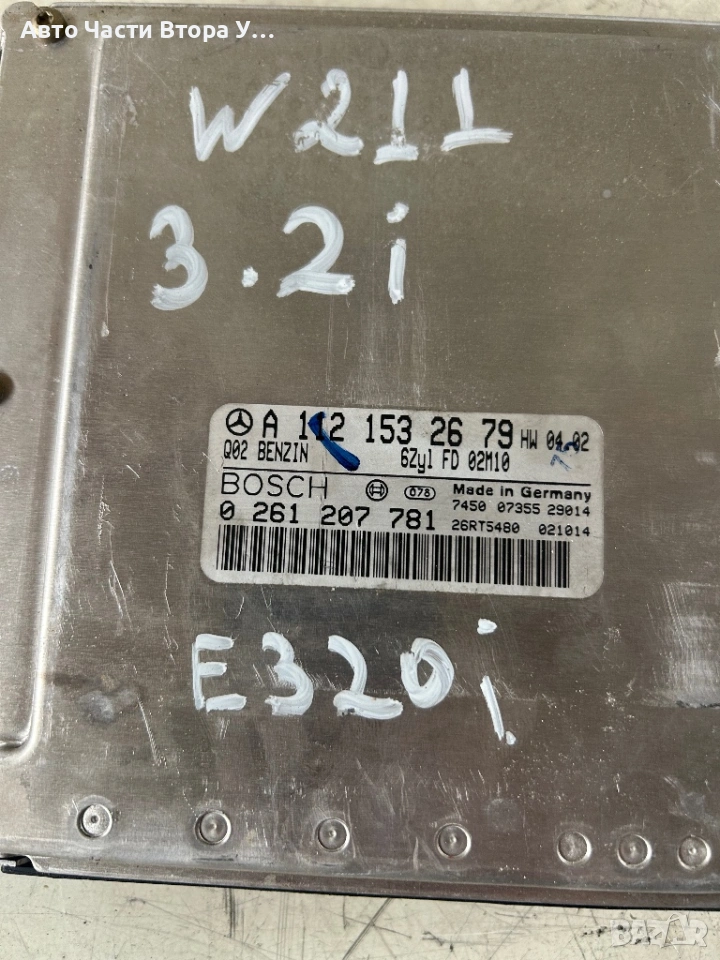 Авто Части Втора У...
W211
3.2i
A 112 153 26 79 HW 04.02
Q02 BENZIN 6Zyl FD 02M10
BOSCH 078 Made in Germany
7450 07355 29014
0 261 207 781 26RT5480 021014
E320i
BAZAR